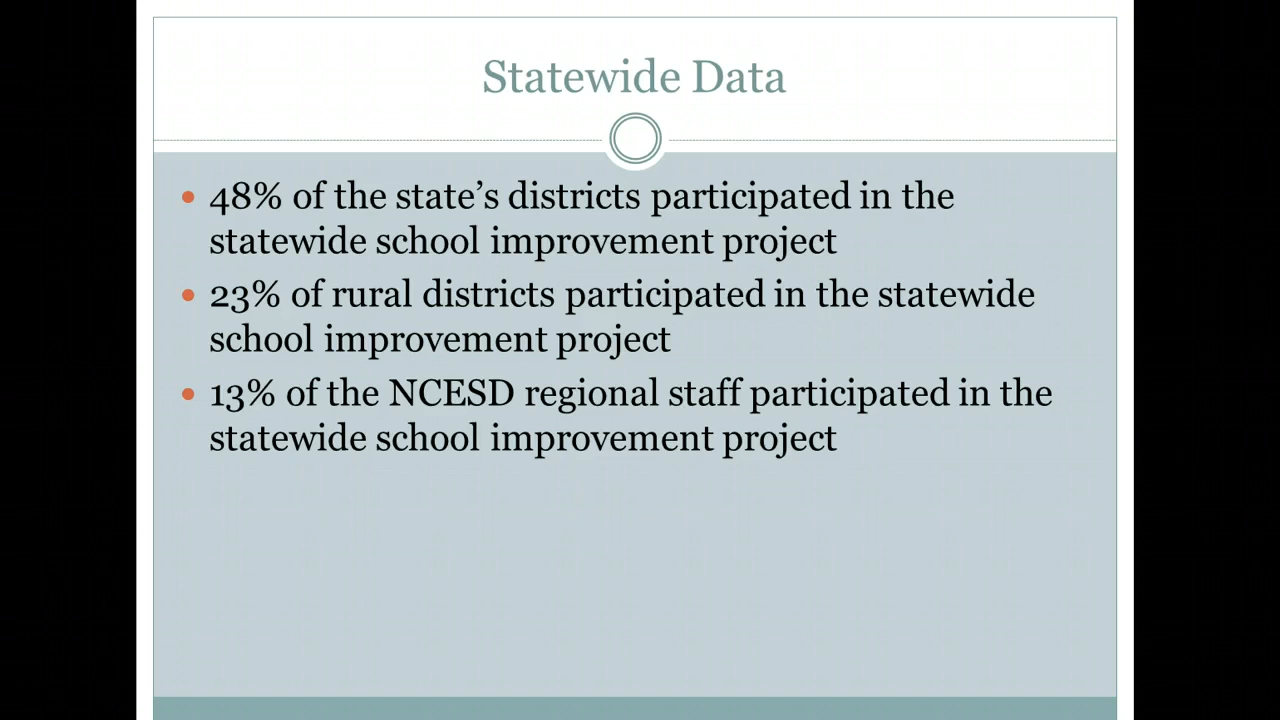 Statewide Data
• 48% of the state’s districts participated in the
statewide school improvement project
• 23% of rural districts participated in the statewide
school improvement project
• 13% of the NCESD regional staff participated in the
statewide school improvement project